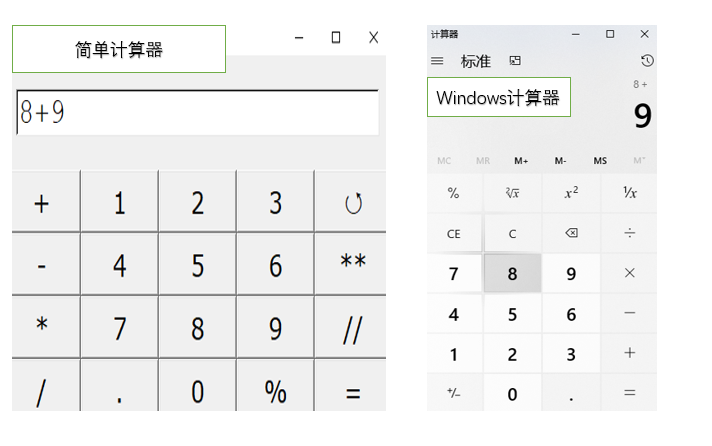 简单计算器
8+9
+ 1 2 3 ↺
- 4 5 6 **
* 7 8 9 //
/ . 0 % =
计算器
标准
Windows计算器
8 +
9
MC MR M+ M- MS M˅
% ²√x x² ¹/x
CE C ⌫ ÷
7 8 9 ×
4 5 6 −
1 2 3 +
+/- 0 . =